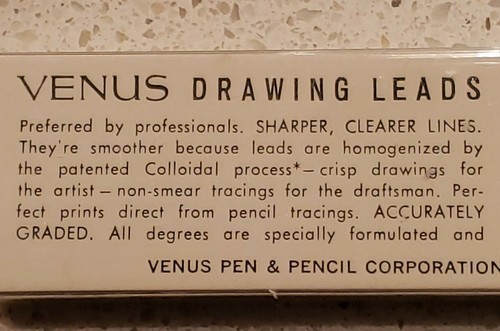 VENUS DRAWING LEADS
Preferred by professionals. SHARPER, CLEARER LINES.
They're smoother because leads are homogenized by
the patented Colloidal process*—crisp drawings for
the artist—non-smear tracings for the draftsman. Per-
fect prints direct from pencil tracings. ACCURATELY
GRADED. All degrees are specially formulated and
VENUS PEN & PENCIL CORPORATION